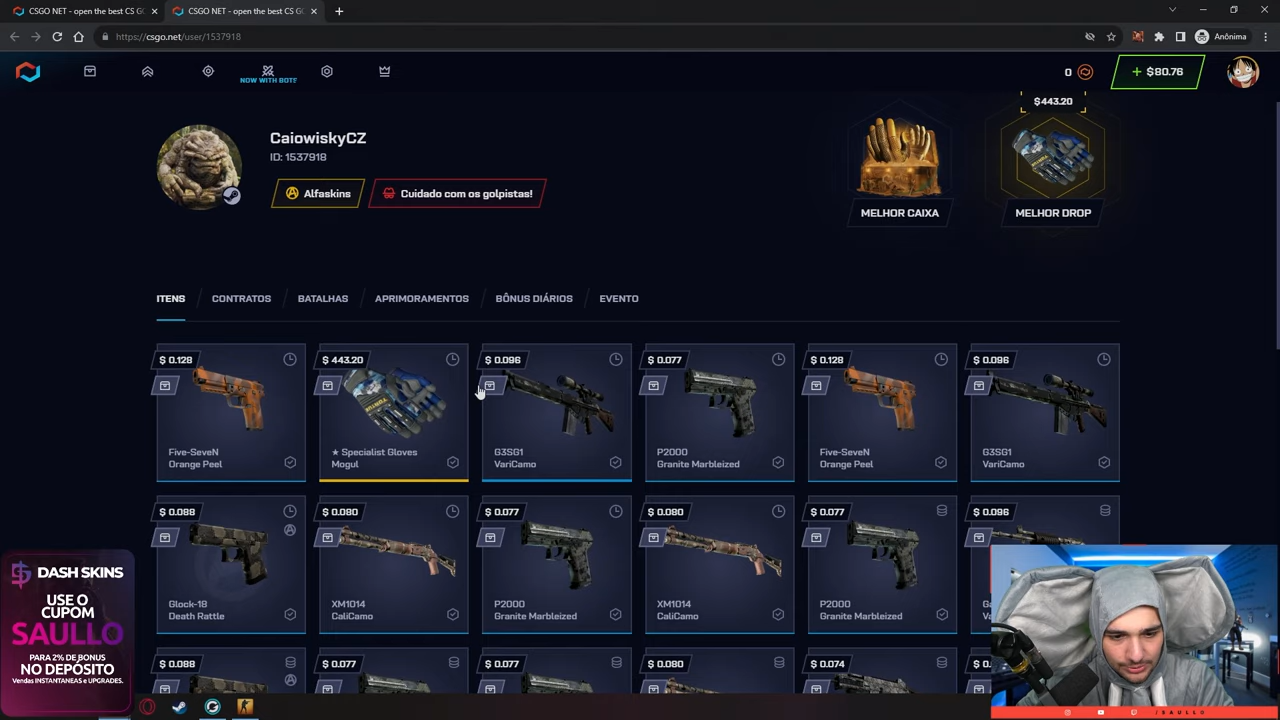 CSGO NET - open the best CS GO
CSGO NET - open the best CS GO
https://csgo.net/user/1537918
Anônima
NOW WITH BOTS
0
+ $80.76
CaiowiskyCZ
ID: 1537918
Alfaskins
Cuidado com os golpistas!
MELHOR CAIXA
$443.20
MELHOR DROP
ITENS
CONTRATOS
BATALHAS
APRIMORAMENTOS
BÔNUS DIÁRIOS
EVENTO
$ 0.128
Five-SeveN
Orange Peel
$ 443.20
★ Specialist Gloves
Mogul
$ 0.096
G3SG1
VariCamo
$ 0.077
P2000
Granite Marbleized
$ 0.128
Five-SeveN
Orange Peel
$ 0.096
G3SG1
VariCamo
$ 0.088
Glock-18
Death Rattle
$ 0.080
XM1014
CaliCamo
$ 0.077
P2000
Granite Marbleized
$ 0.080
XM1014
CaliCamo
$ 0.077
P2000
Granite Marbleized
$ 0.096
$ 0.088
$ 0.077
$ 0.077
$ 0.080
$ 0.074
DASH SKINS
USE O
CUPOM
SAULLO
PARA 2% DE BONUS
NO DEPÓSITO
Vendas INSTANTANEAS e UPGRADES.
/SAULLO